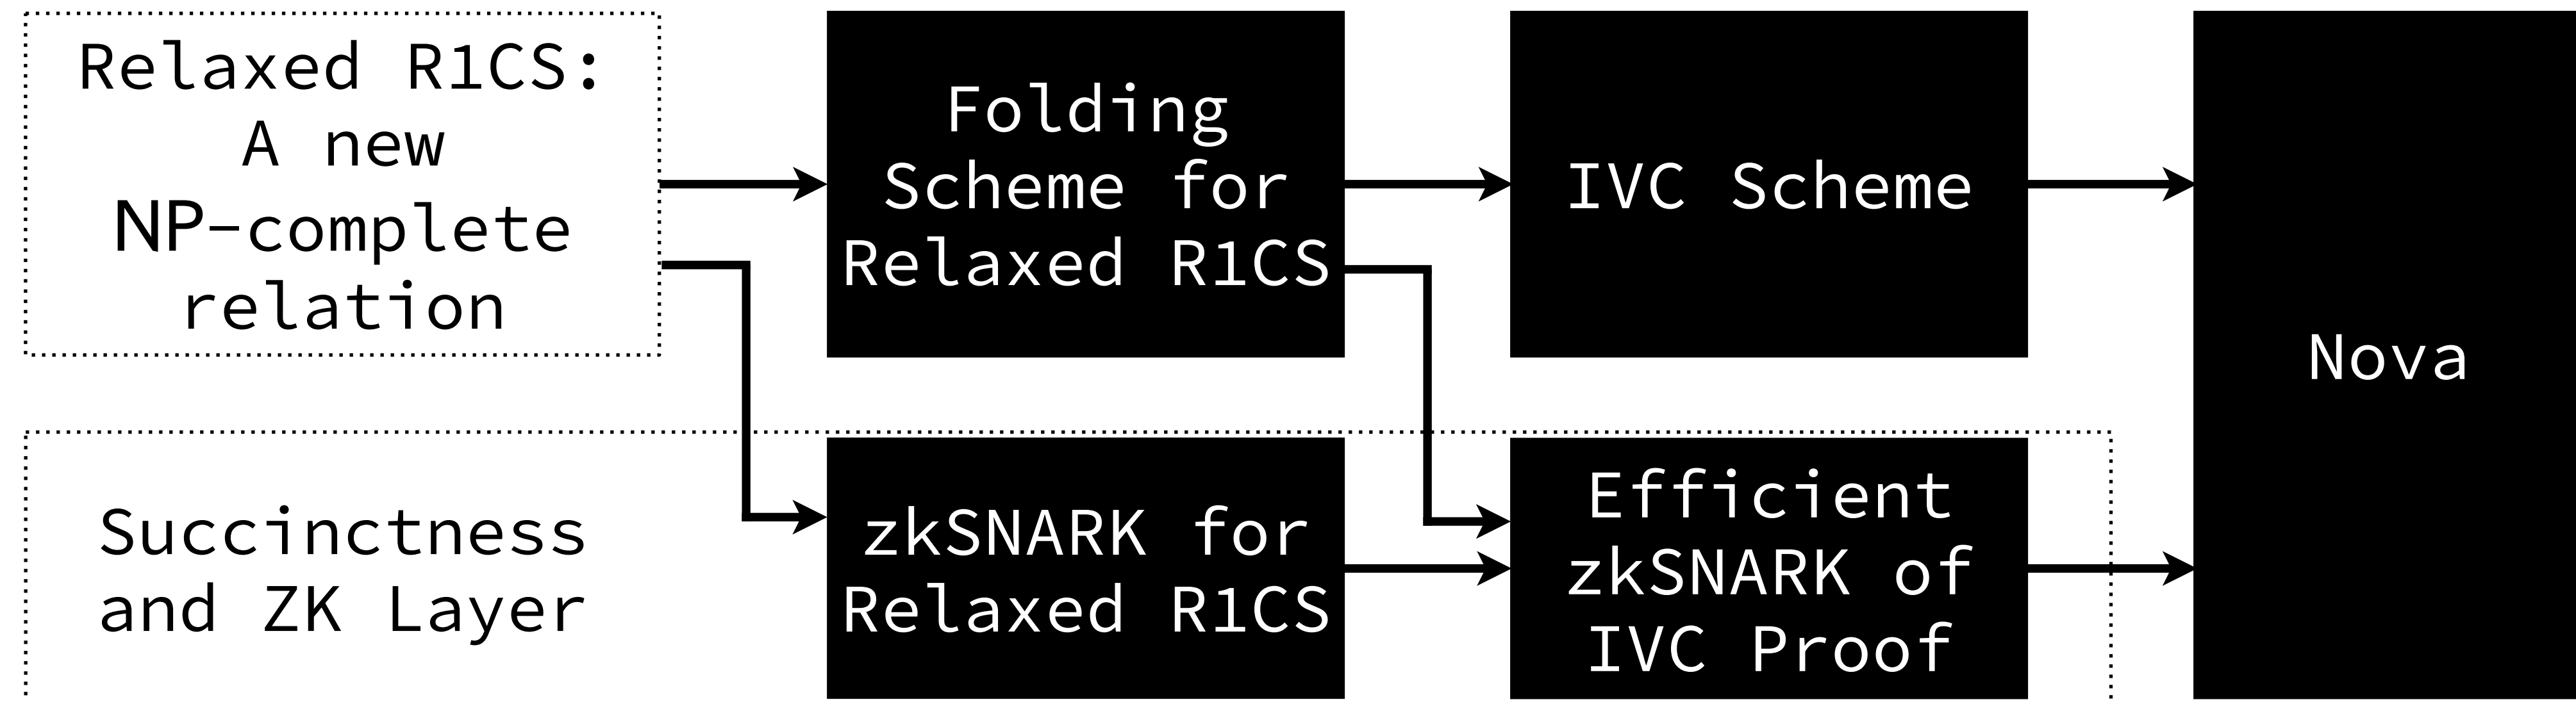 Relaxed R1CS:
A new
NP-complete
relation
Folding
Scheme for
Relaxed R1CS
IVC Scheme
Nova
Succinctness
and ZK Layer
zkSNARK for
Relaxed R1CS
Efficient
zkSNARK of
IVC Proof